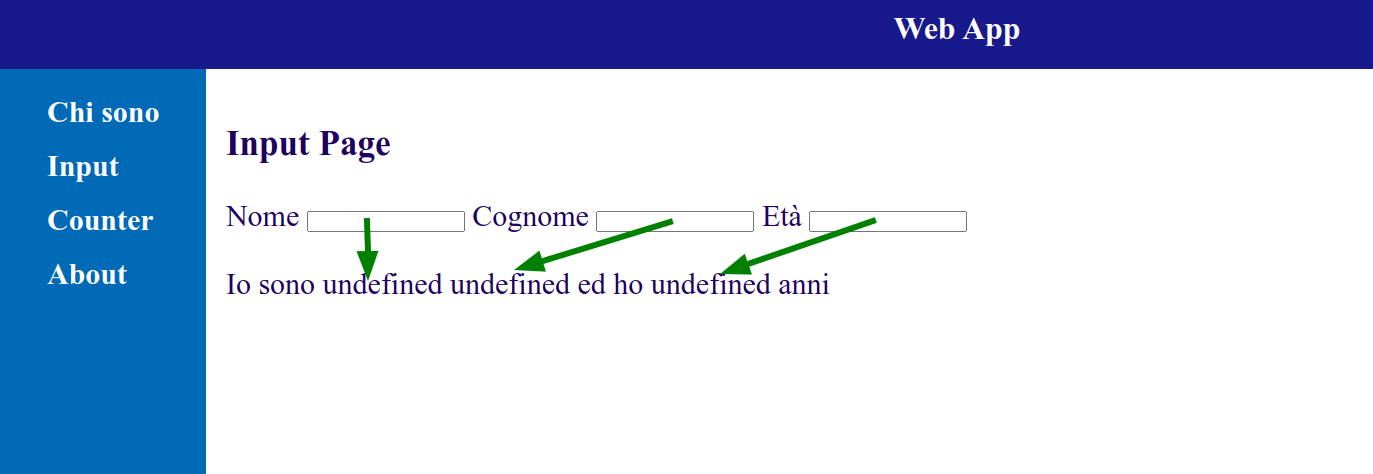 Web App
Chi sono
Input
Counter
About
Input Page
Nome Cognome Età
Io sono undefined undefined ed ho undefined anni